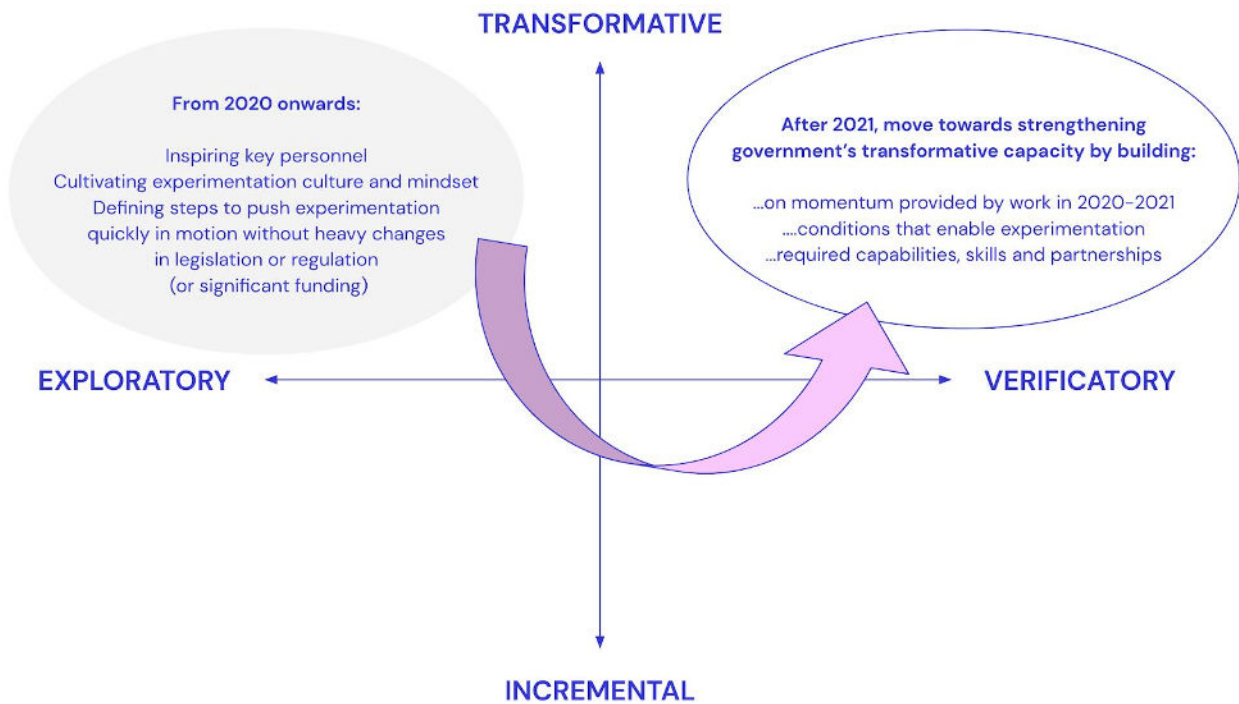 TRANSFORMATIVE
From 2020 onwards:
Inspiring key personnel
Cultivating experimentation culture and mindset
Defining steps to push experimentation
quickly in motion without heavy changes
in legislation or regulation
(or significant funding)
After 2021, move towards strengthening
government’s transformative capacity by building:
...on momentum provided by work in 2020-2021
....conditions that enable experimentation
...required capabilities, skills and partnerships
EXPLORATORY
VERIFICATORY
INCREMENTAL